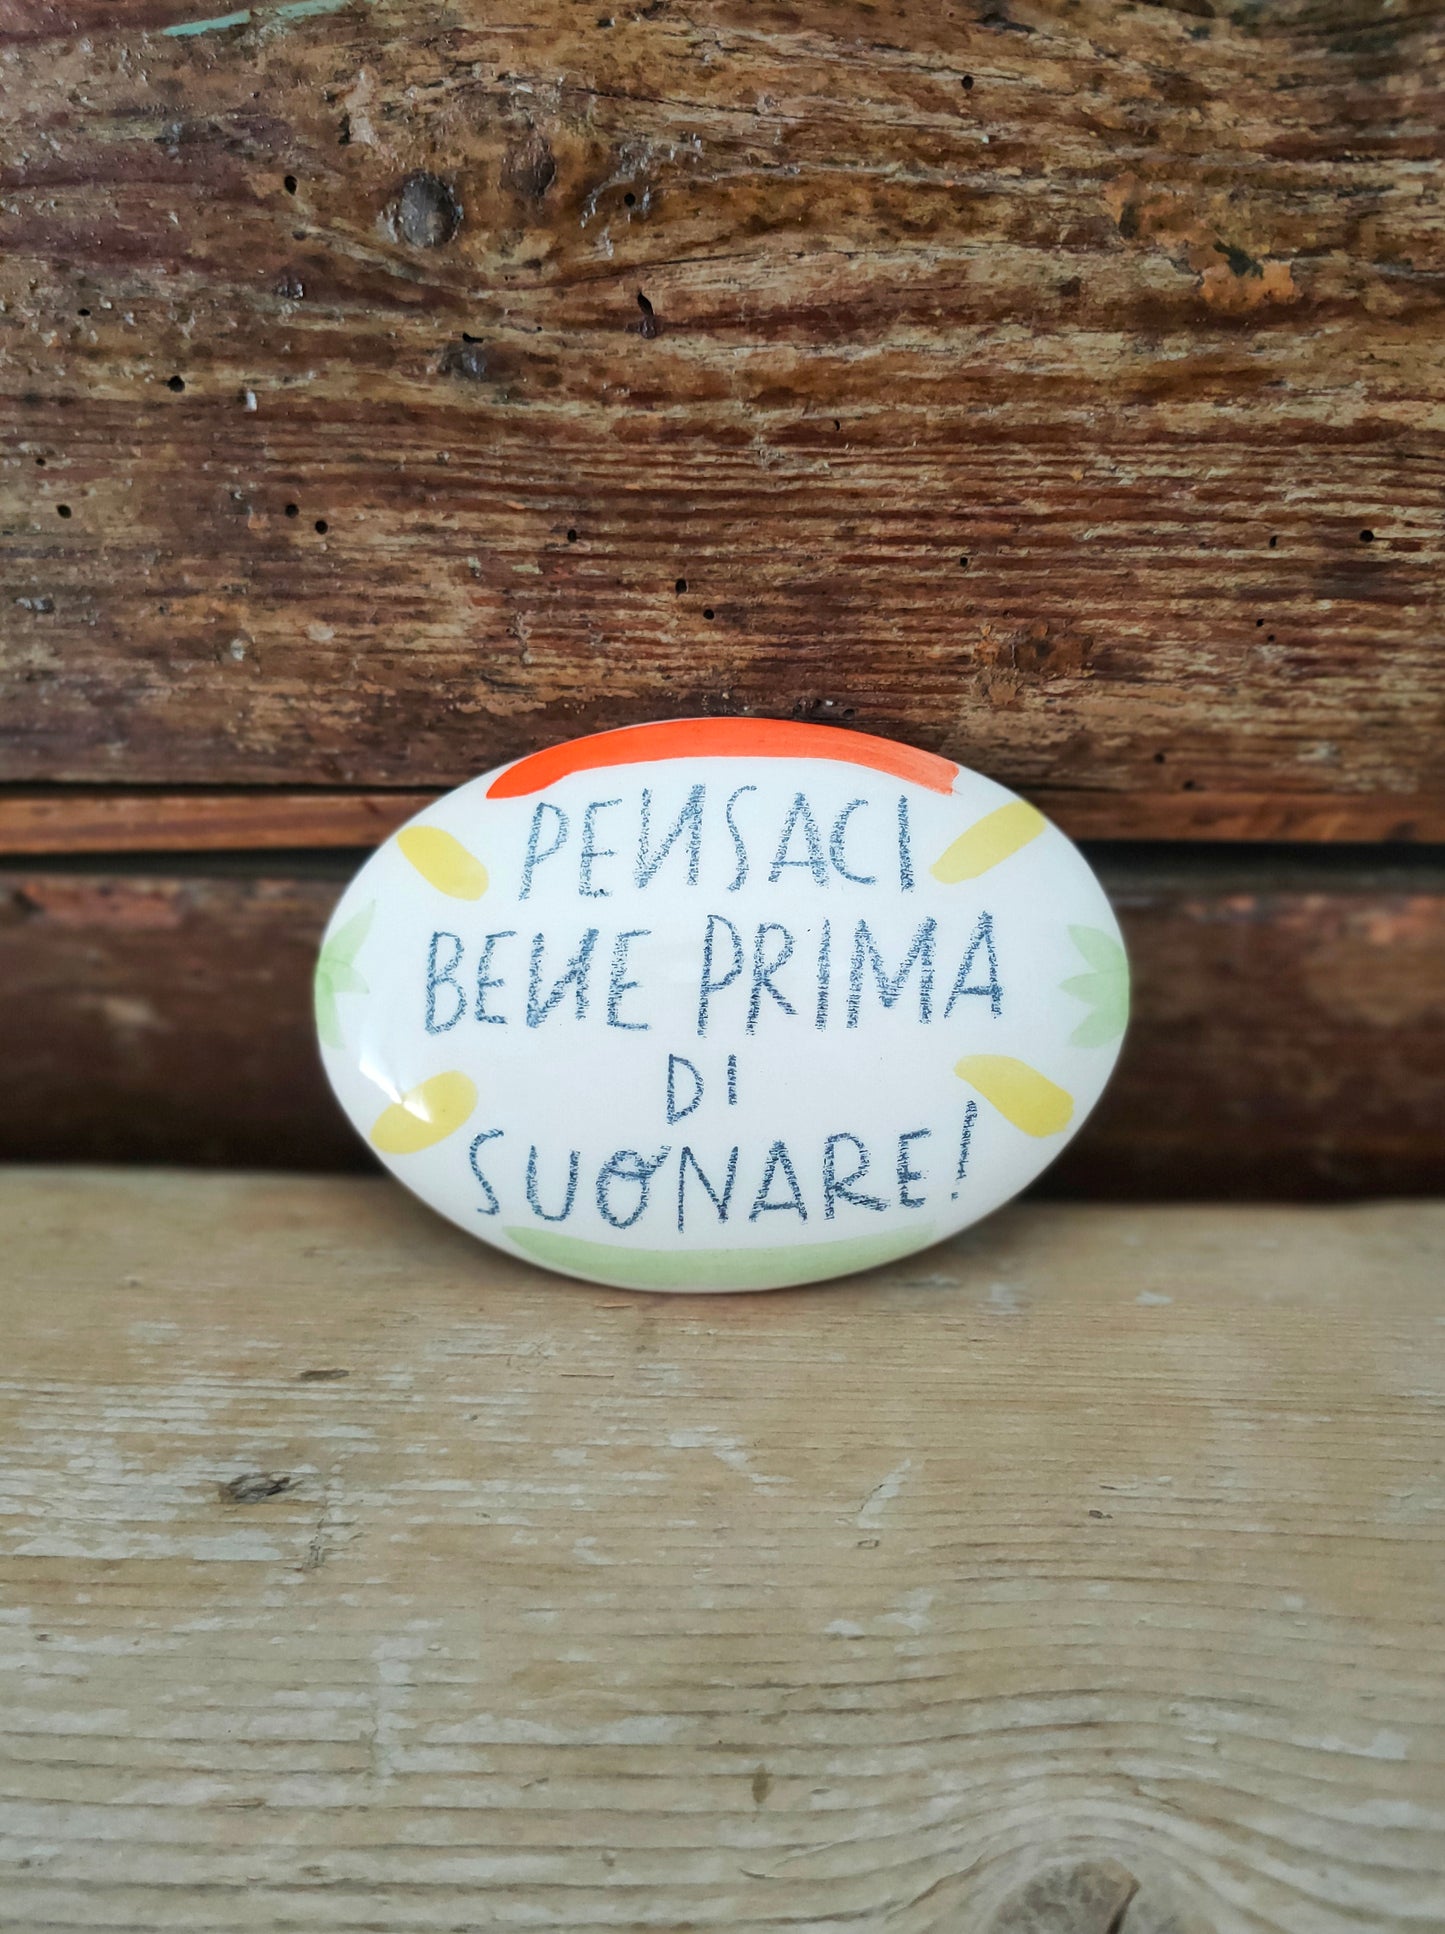 PENSACI
BENE PRIMA
DI
SUONARE!